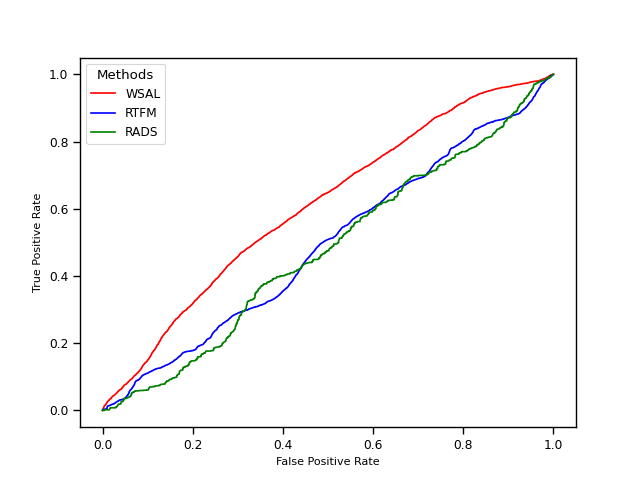 Methods
WSAL
RTFM
RADS
1.0
0.8
0.6
0.4
0.2
0.0
True Positive Rate
0.0 0.2 0.4 0.6 0.8 1.0
False Positive Rate